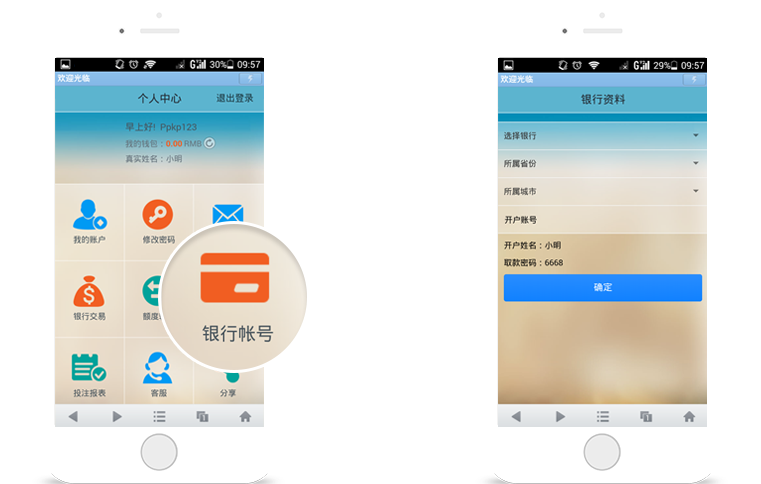 30% 09:57
欢迎光临
个人中心 退出登录
早上好! Ppkp123
我的钱包：0.00 RMB
真实姓名：小明
我的账户
修改密码
银行交易
额度
银行帐号
投注报表
客服
分享
29% 09:57
欢迎光临
银行资料
选择银行
所属省份
所属城市
开户账号
开户姓名：小明
取款密码：6668
确定